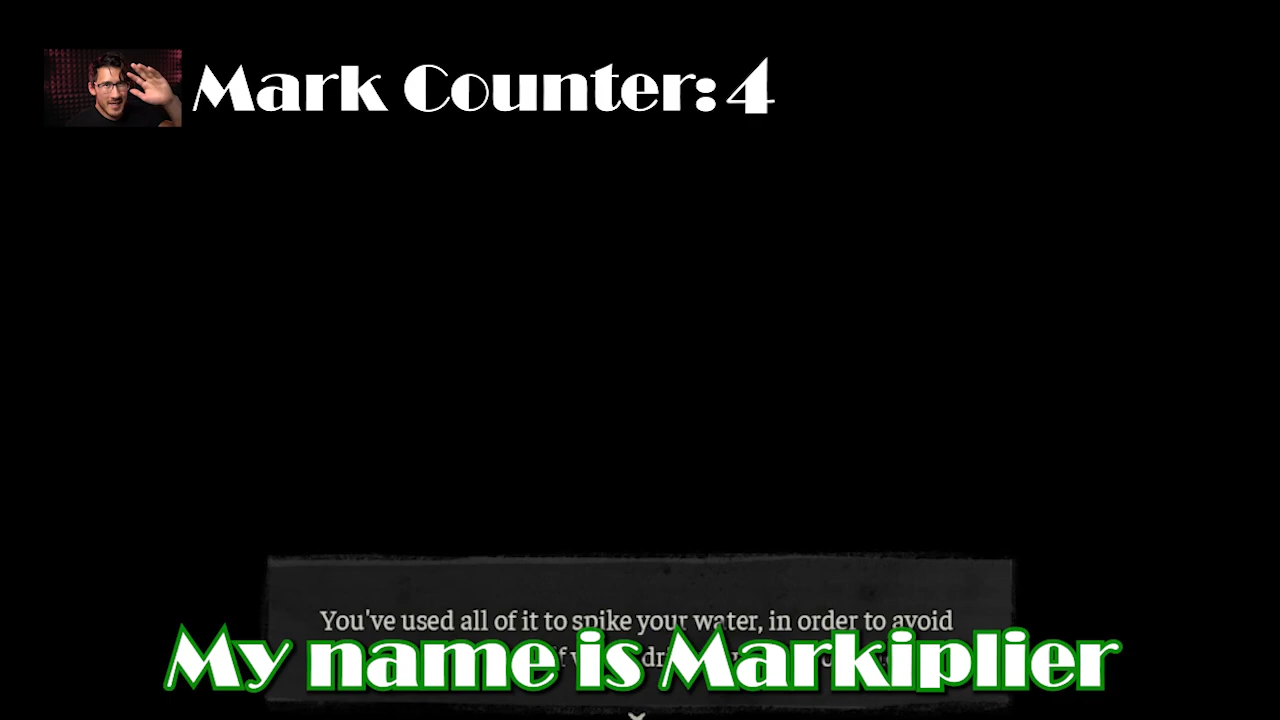 Mark Counter: 4
You've used all of it to spike your water, in order to avoid
My name is Markiplier